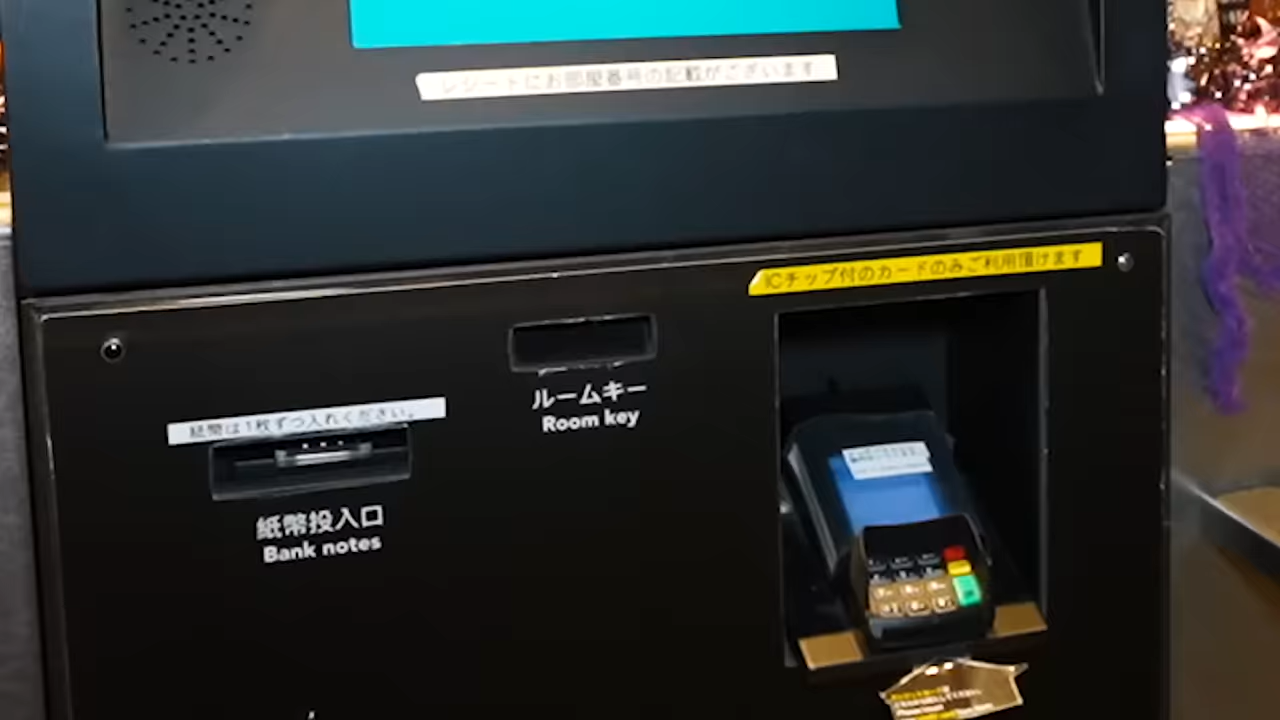 レシートにお部屋番号の記載がございます
ICチップ付のカードのみご利用頂けます
ルームキー
Room key
紙幣は1枚ずつ入れください。
紙幣投入口
Bank notes